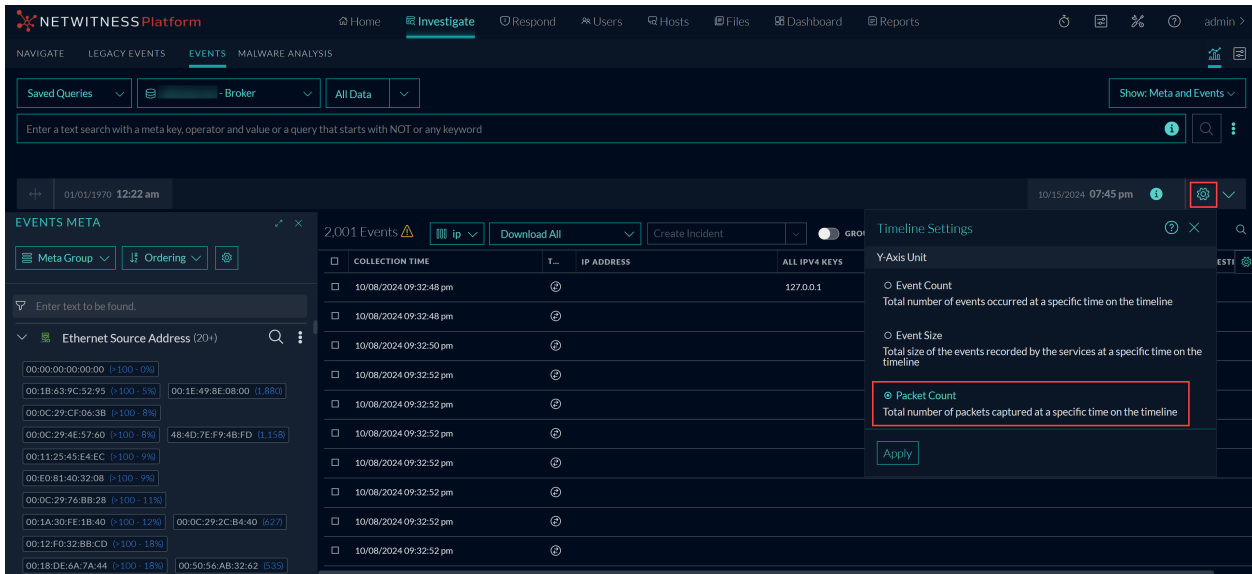 NETWITNESS Platform
Home
Investigate
Respond
Users
Hosts
Files
Dashboard
Reports
admin >
NAVIGATE
LEGACY EVENTS
EVENTS
MALWARE ANALYSIS
Saved Queries
- Broker
All Data
Show: Meta and Events
Enter a text search with a meta key, operator and value or a query that starts with NOT or any keyword
01/01/1970 12:22 am
10/15/2024 07:45 pm
EVENTS META
Meta Group
Ordering
Enter text to be found.
Ethernet Source Address (20+)
00:00:00:00:00:00 (>100 - 0%)
00:1B:63:9C:52:95 (>100 - 5%) 00:1E:49:8E:08:00 (1,880)
00:0C:29:CF:06:3B (>100 - 8%)
00:0C:29:4E:57:60 (>100 - 8%) 48:4D:7E:F9:4B:FD (1,158)
00:11:25:45:E4:EC (>100 - 9%)
00:E0:81:40:32:08 (>100 - 9%)
00:0C:29:76:BB:28 (>100 - 11%)
00:1A:30:FE:1B:40 (>100 - 12%) 00:0C:29:2C:B4:40 (627)
00:12:F0:32:BB:CD (>100 - 18%)
00:18:DE:6A:7A:44 (>100 - 18%) 00:50:56:AB:32:62 (535)
2,001 Events
ip
Download All
Create Incident
GROU
COLLECTION TIME
T...
IP ADDRESS
ALL IPV4 KEYS
ESTI
10/08/2024 09:32:48 pm
127.0.0.1
10/08/2024 09:32:48 pm
10/08/2024 09:32:50 pm
10/08/2024 09:32:52 pm
10/08/2024 09:32:52 pm
10/08/2024 09:32:52 pm
10/08/2024 09:32:52 pm
10/08/2024 09:32:52 pm
10/08/2024 09:32:52 pm
10/08/2024 09:32:52 pm
Timeline Settings
Y-Axis Unit
Event Count
Total number of events occurred at a specific time on the timeline
Event Size
Total size of the events recorded by the services at a specific time on the
timeline
Packet Count
Total number of packets captured at a specific time on the timeline
Apply